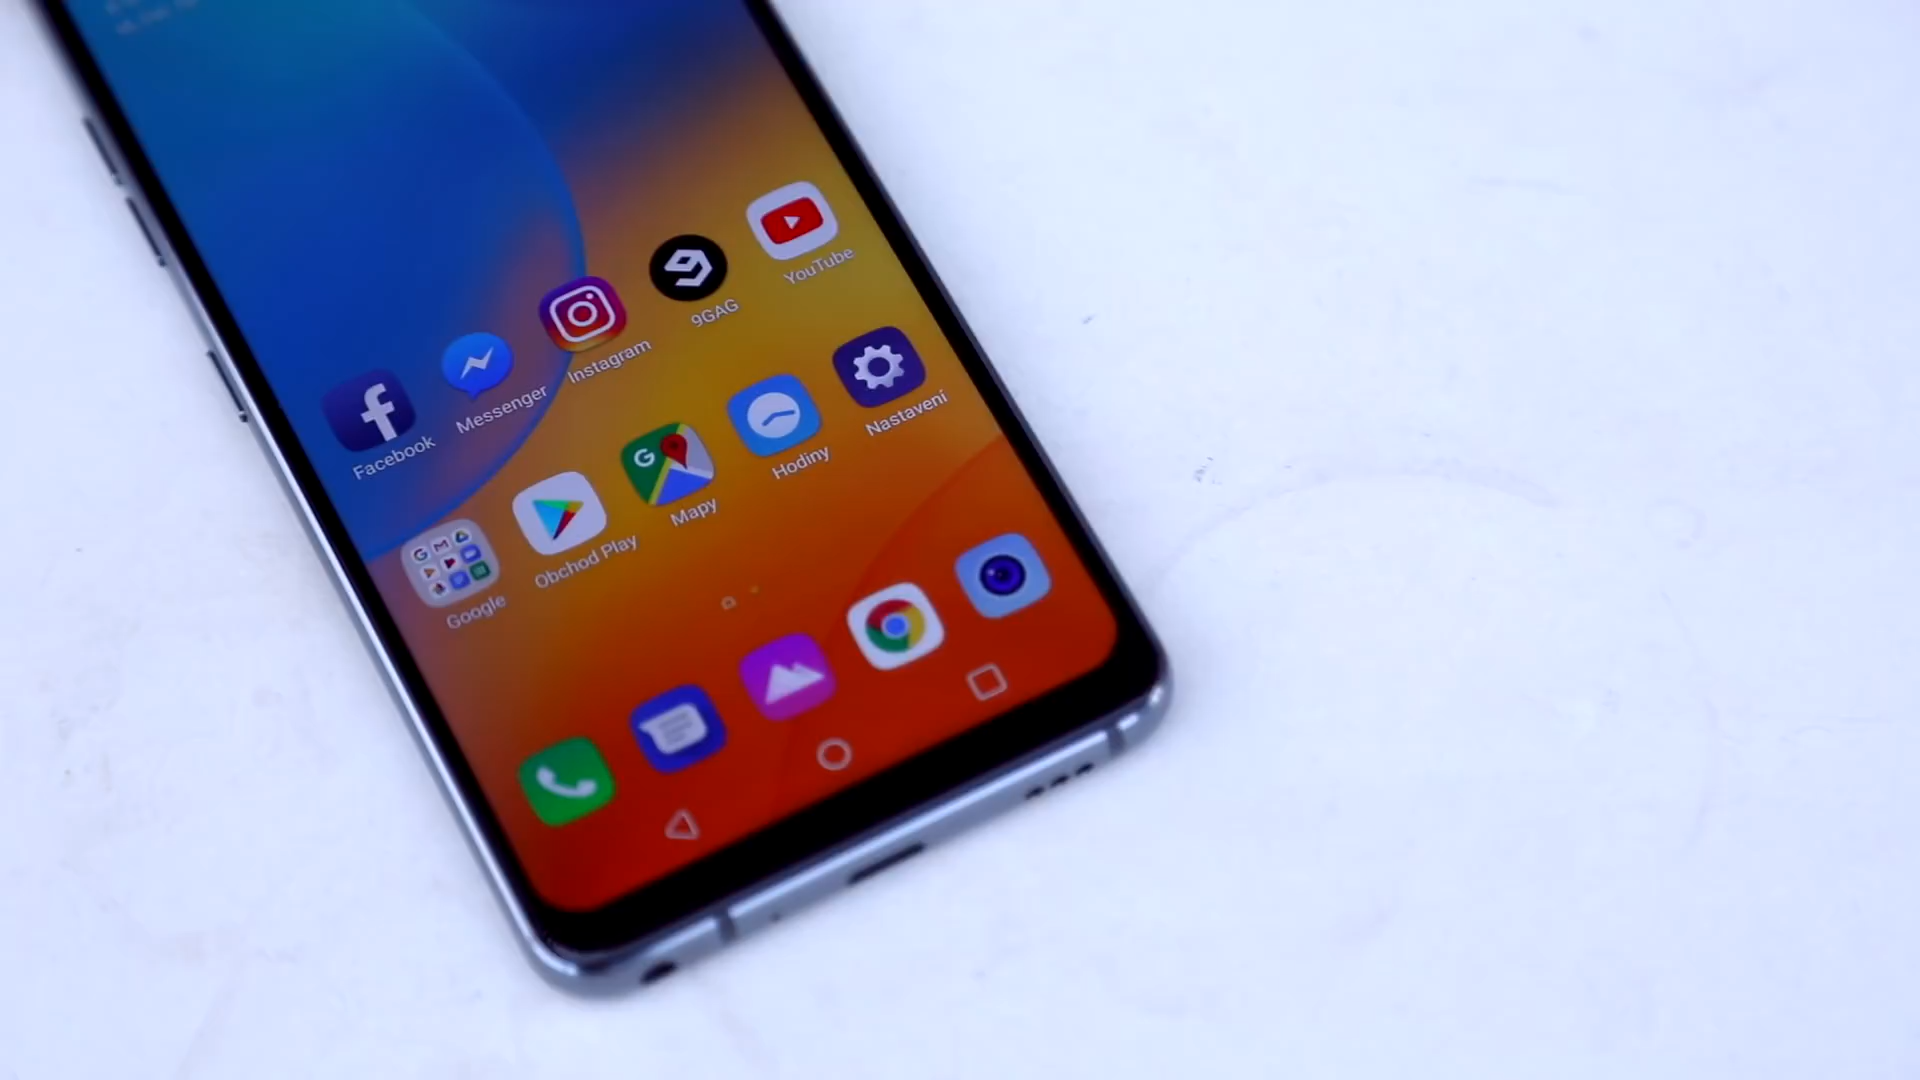 Facebook
Messenger
Instagram
9GAG
YouTube
Google
Obchod Play
Mapy
Hodiny
Nastavení